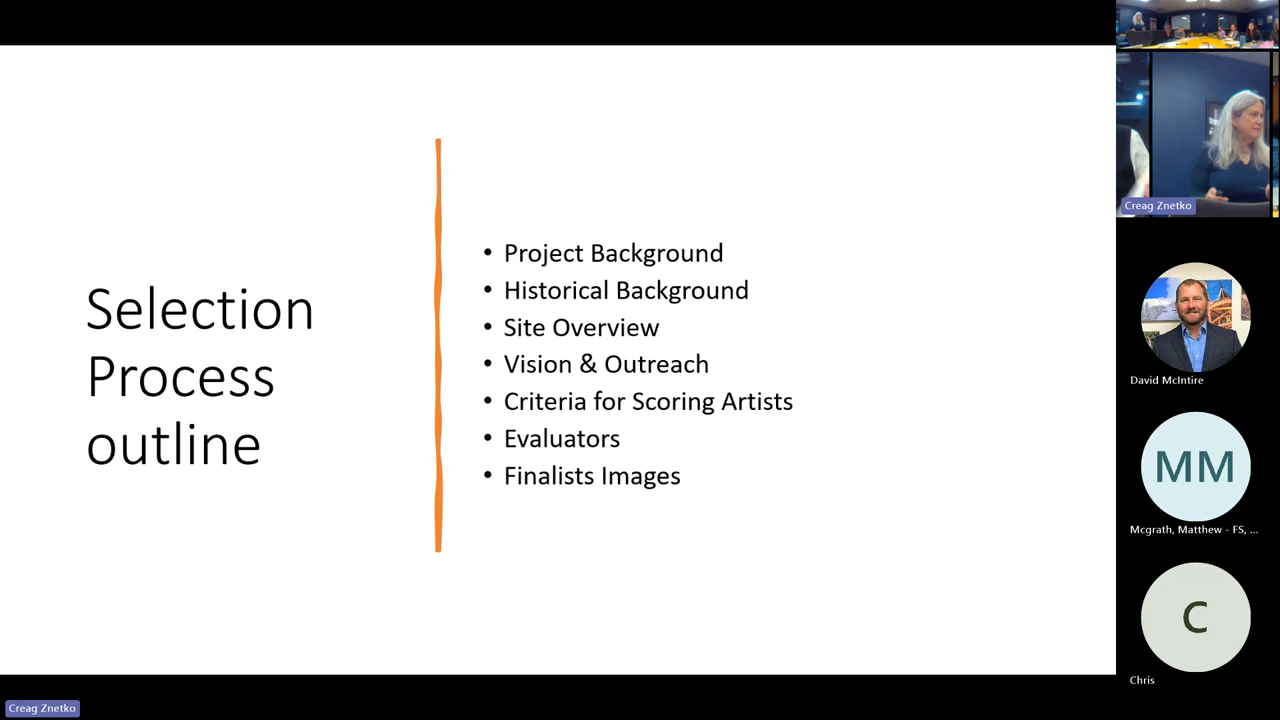 Selection
Process
outline
• Project Background
• Historical Background
• Site Overview
• Vision & Outreach
• Criteria for Scoring Artists
• Evaluators
• Finalists Images
Creag Znetko
David McIntire
MM
Mcgrath, Matthew - FS, ...
C
Chris
Creag Znetko